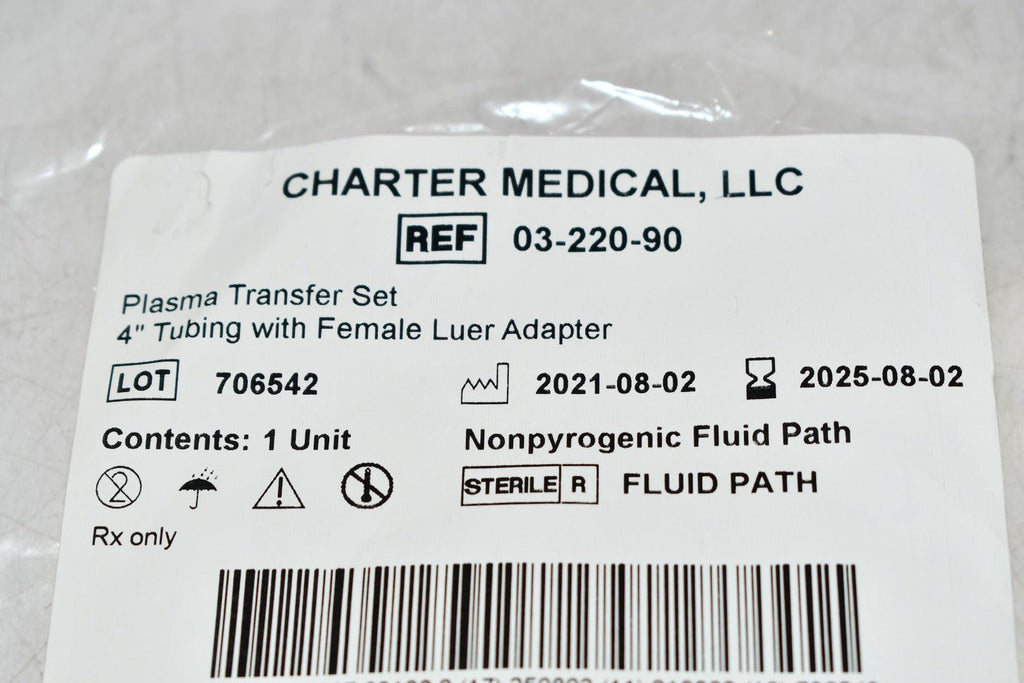 CHARTER MEDICAL, LLC
REF 03-220-90
Plasma Transfer Set
4" Tubing with Female Luer Adapter
LOT 706542 2021-08-02 2025-08-02
Contents: 1 Unit Nonpyrogenic Fluid Path
2 STERILE R FLUID PATH
Rx only